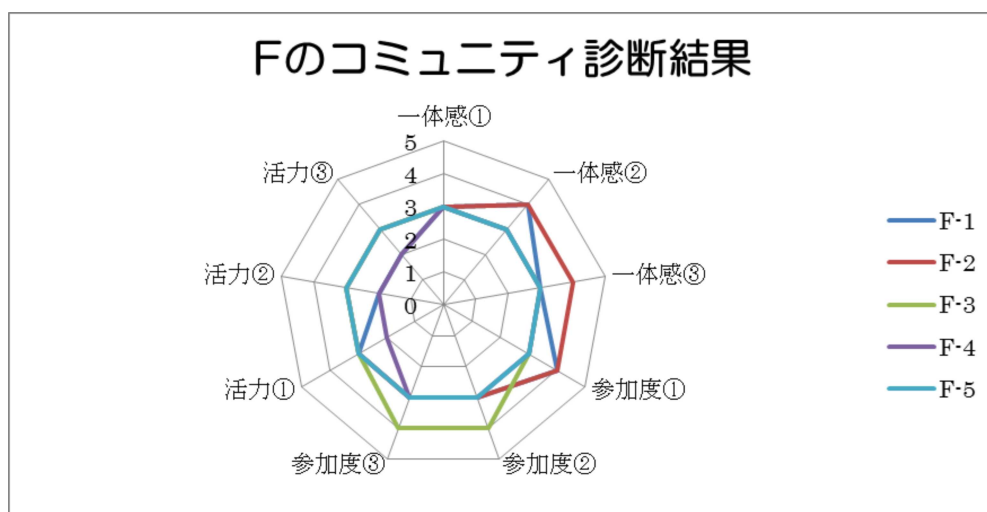 Fのコミュニティ診断結果
一体感①
一体感②
一体感③
参加度①
参加度②
参加度③
活力①
活力②
活力③
5
4
3
2
1
0
F-1
F-2
F-3
F-4
F-5